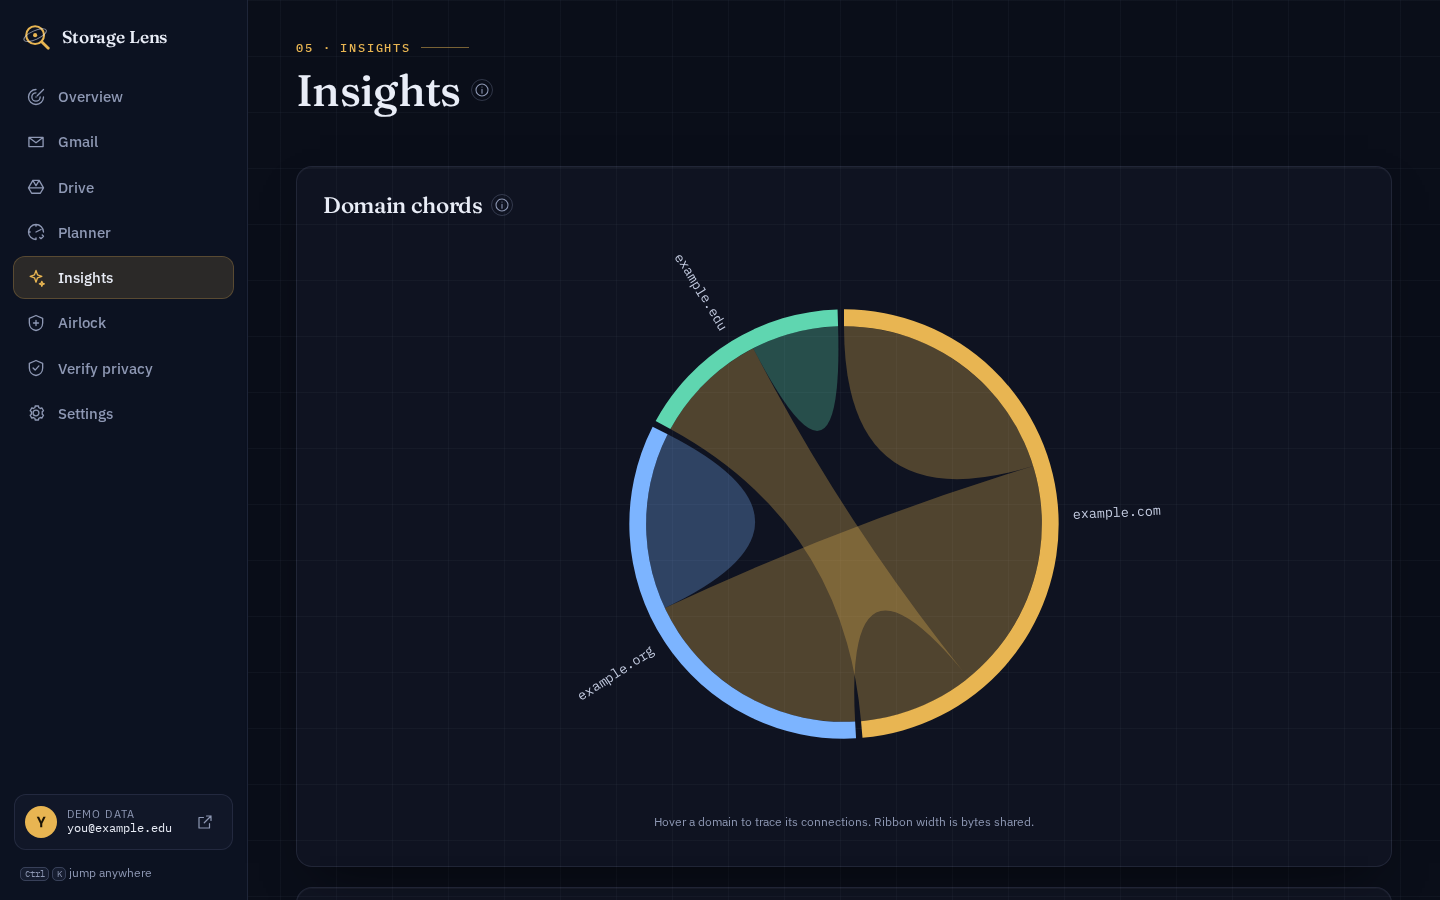 Storage Lens
Overview
Gmail
Drive
Planner
Insights
Airlock
Verify privacy
Settings
Y
DEMO DATA
you@example.edu
Ctrl K jump anywhere
05 · INSIGHTS
Insights
Domain chords
example.edu
example.com
example.org
Hover a domain to trace its connections. Ribbon width is bytes shared.